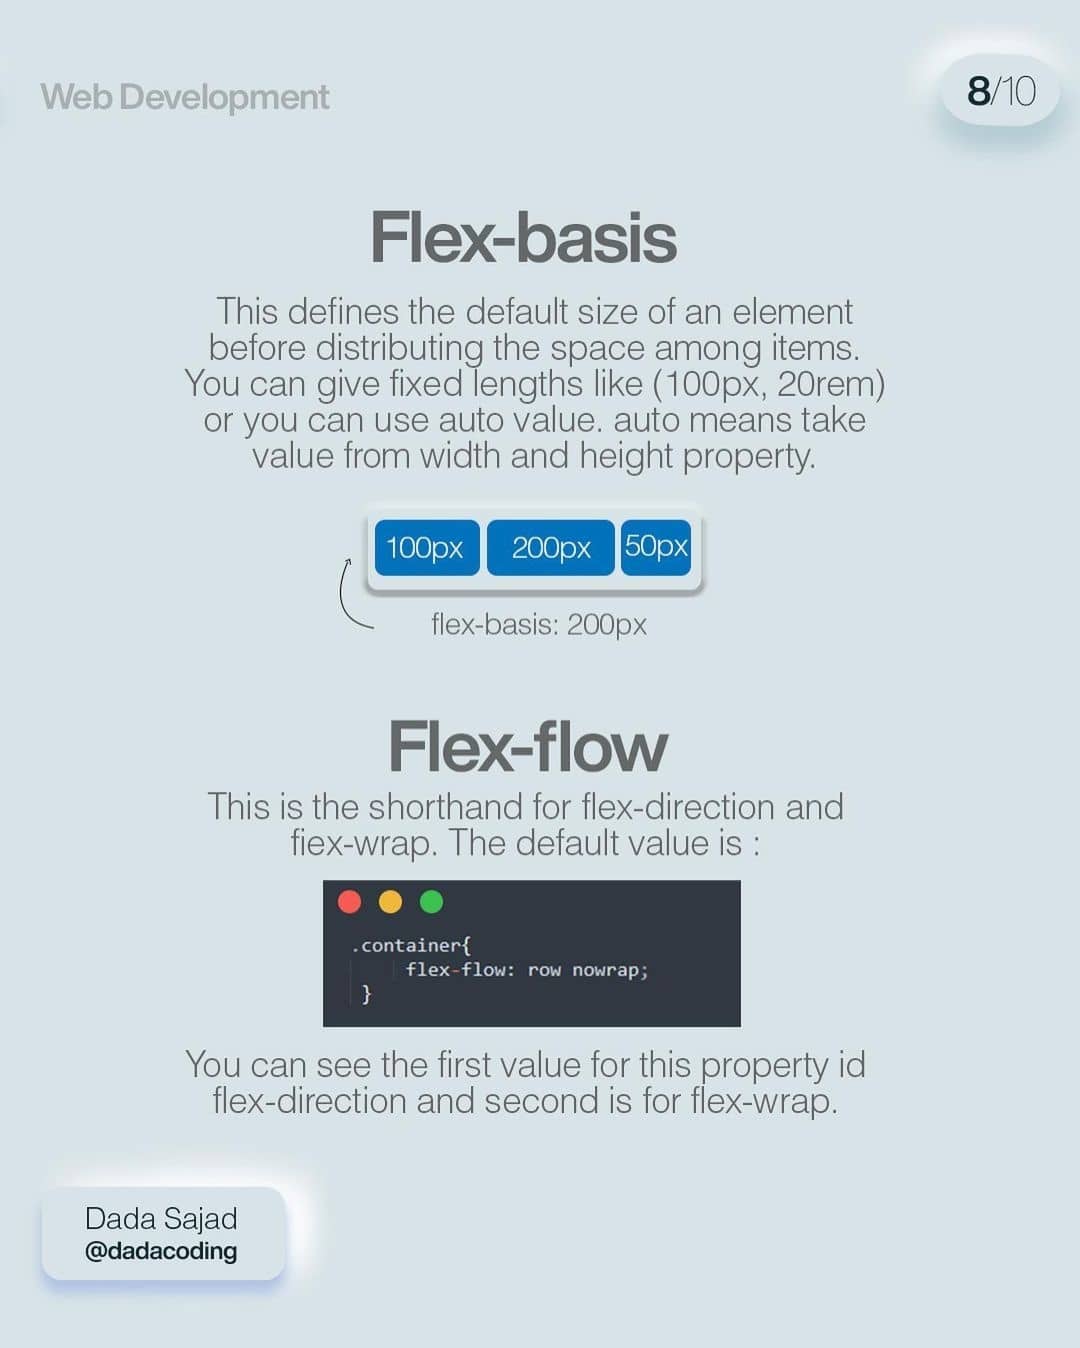 Web Development
8/10
Flex-basis
This defines the default size of an element
before distributing the space among items.
You can give fixed lengths like (100px, 20rem)
or you can use auto value. auto means take
value from width and height property.
100px 200px 50px
flex-basis: 200px
Flex-flow
This is the shorthand for flex-direction and
fiex-wrap. The default value is :
.container{
flex-flow: row nowrap;
}
You can see the first value for this property id
flex-direction and second is for flex-wrap.
Dada Sajad
@dadacoding